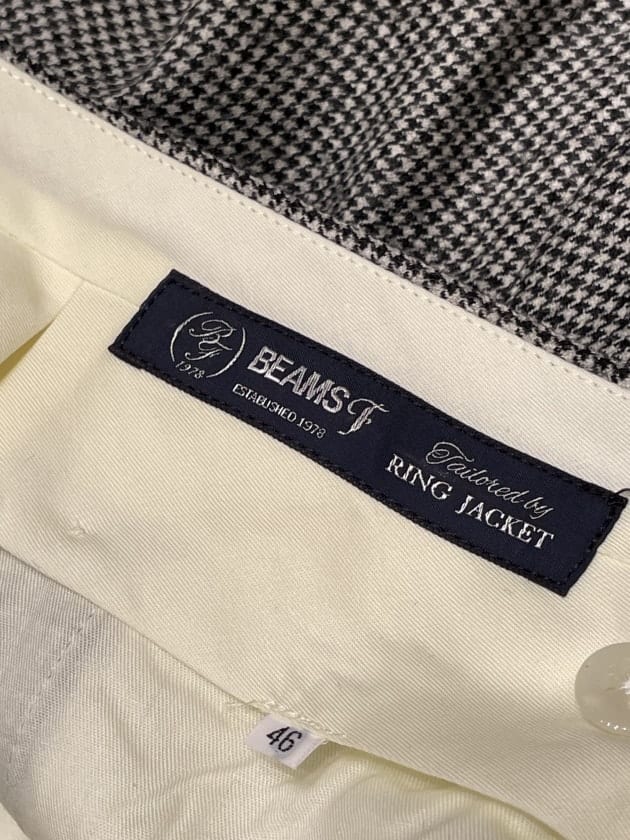 BF
1978
BEAMS F
ESTABLISHED 1978
Tailored by
RING JACKET
46